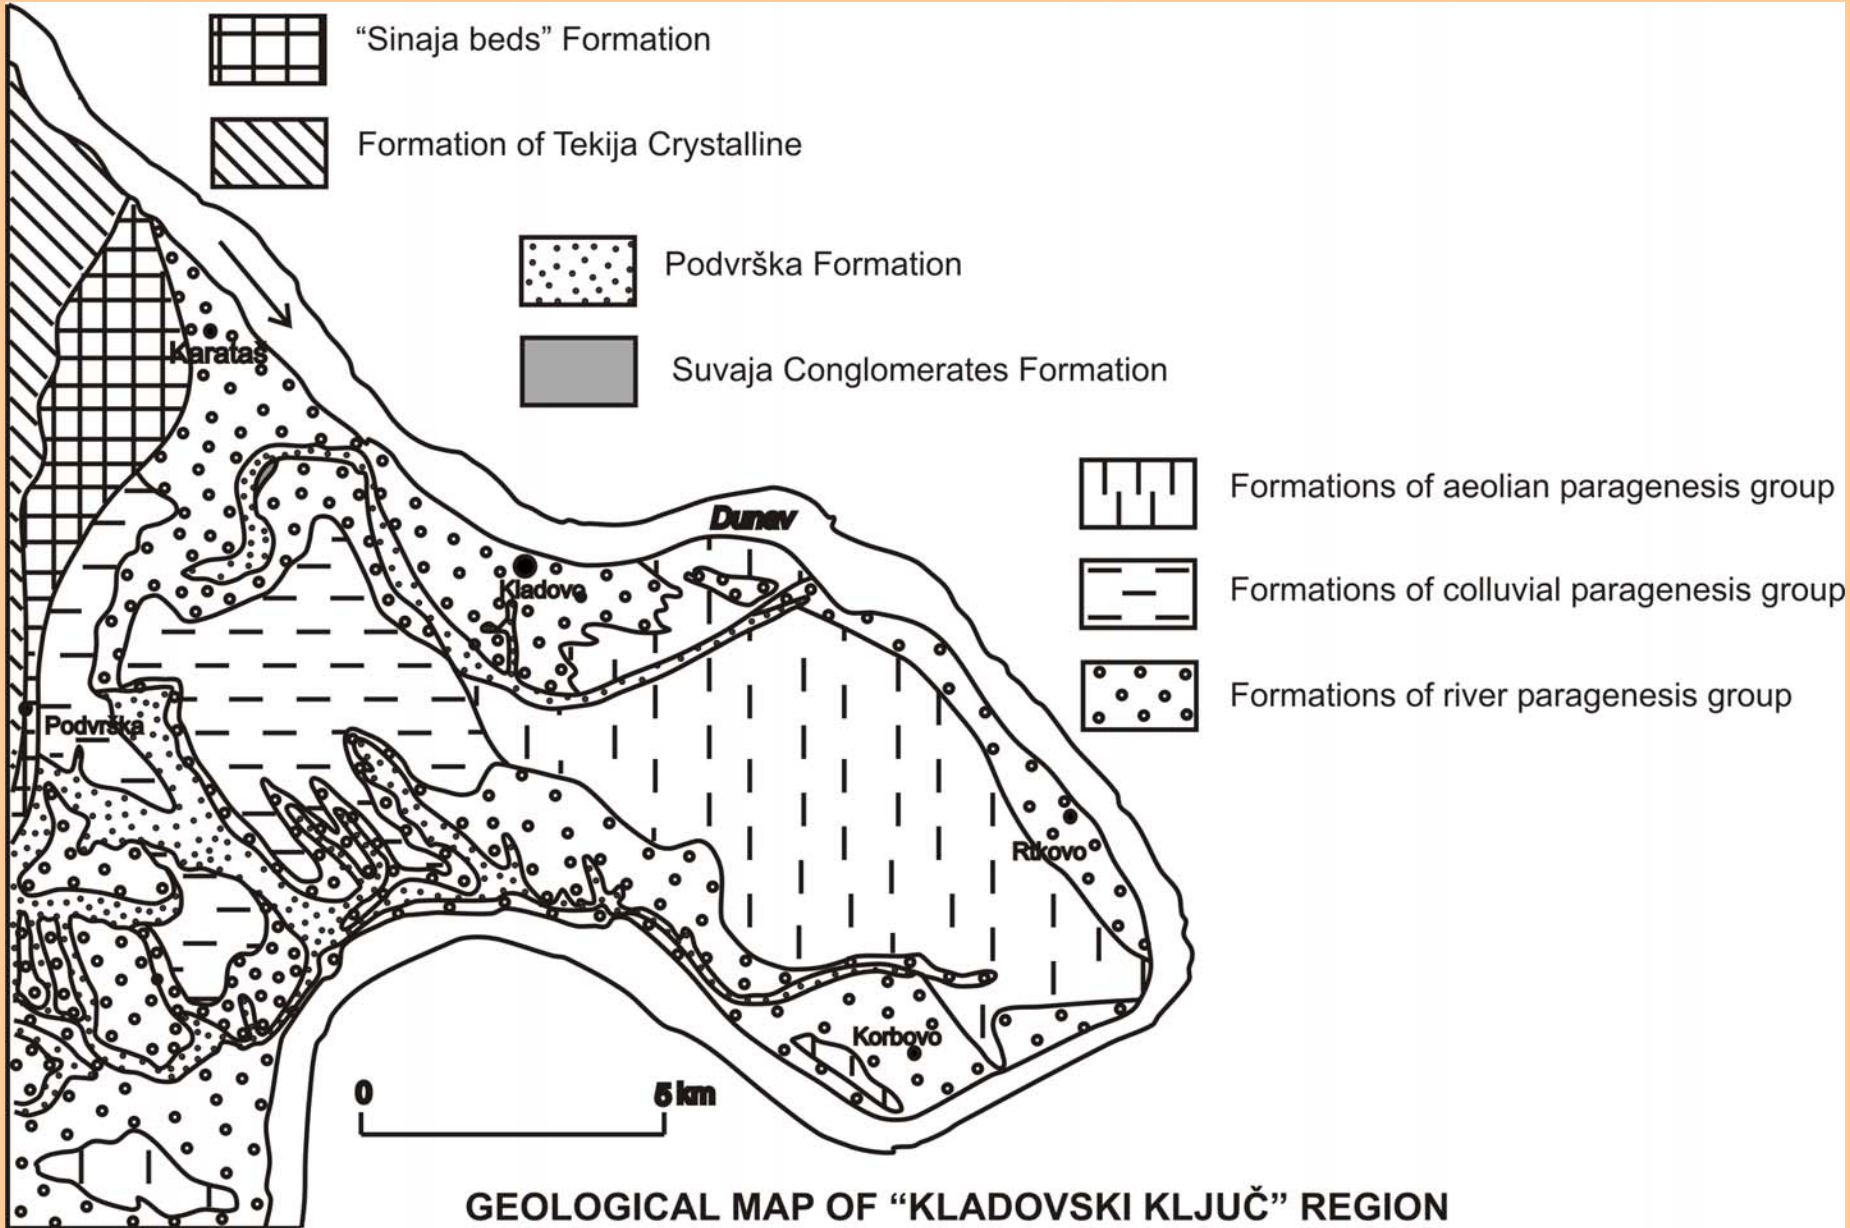 “Sinaja beds” Formation
Formation of Tekija Crystalline
Podvrška Formation
Suvaja Conglomerates Formation
Formations of aeolian paragenesis group
Formations of colluvial paragenesis group
Formations of river paragenesis group
Karataš
Dunav
Kladovo
Podvrška
Rtkovo
Korbovo
0 5 km
GEOLOGICAL MAP OF “KLADOVSKI KLJUČ” REGION